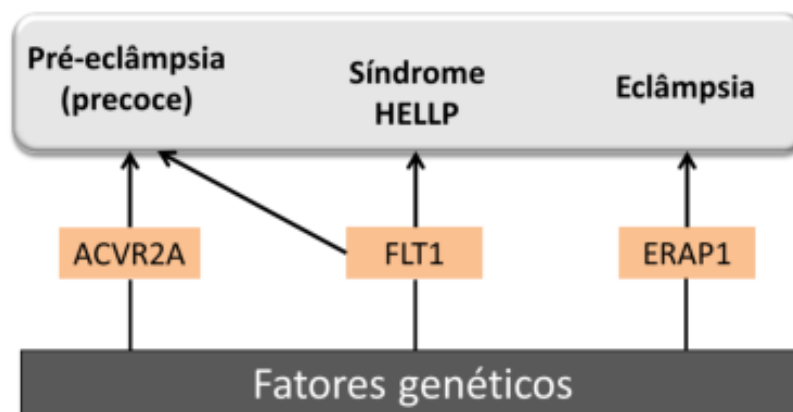 Pré-eclâmpsia
(precoce)
Síndrome
HELLP
Eclâmpsia
ACVR2A
FLT1
ERAP1
Fatores genéticos